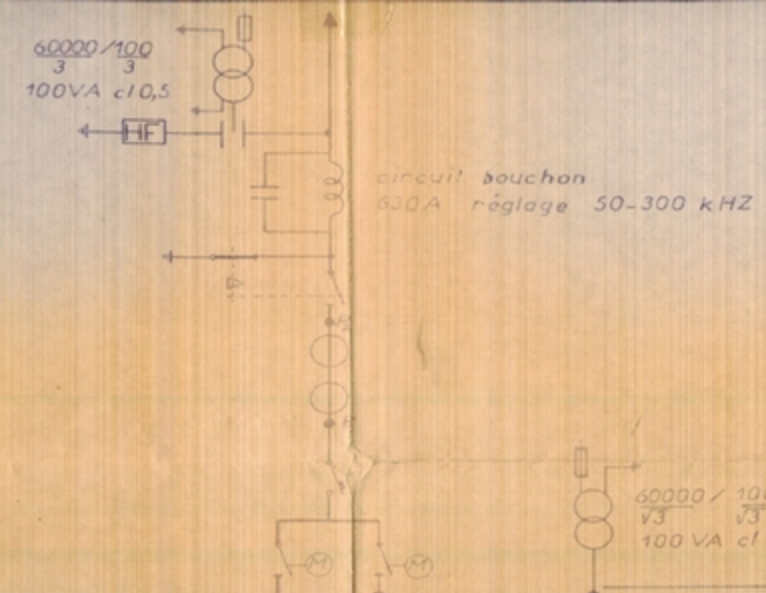 60000/100
3 3
100VA cl 0,5
HF
circuit bouchon
630A réglage 50-300 kHZ
60000/
√3 √3
100 VA cl
M M